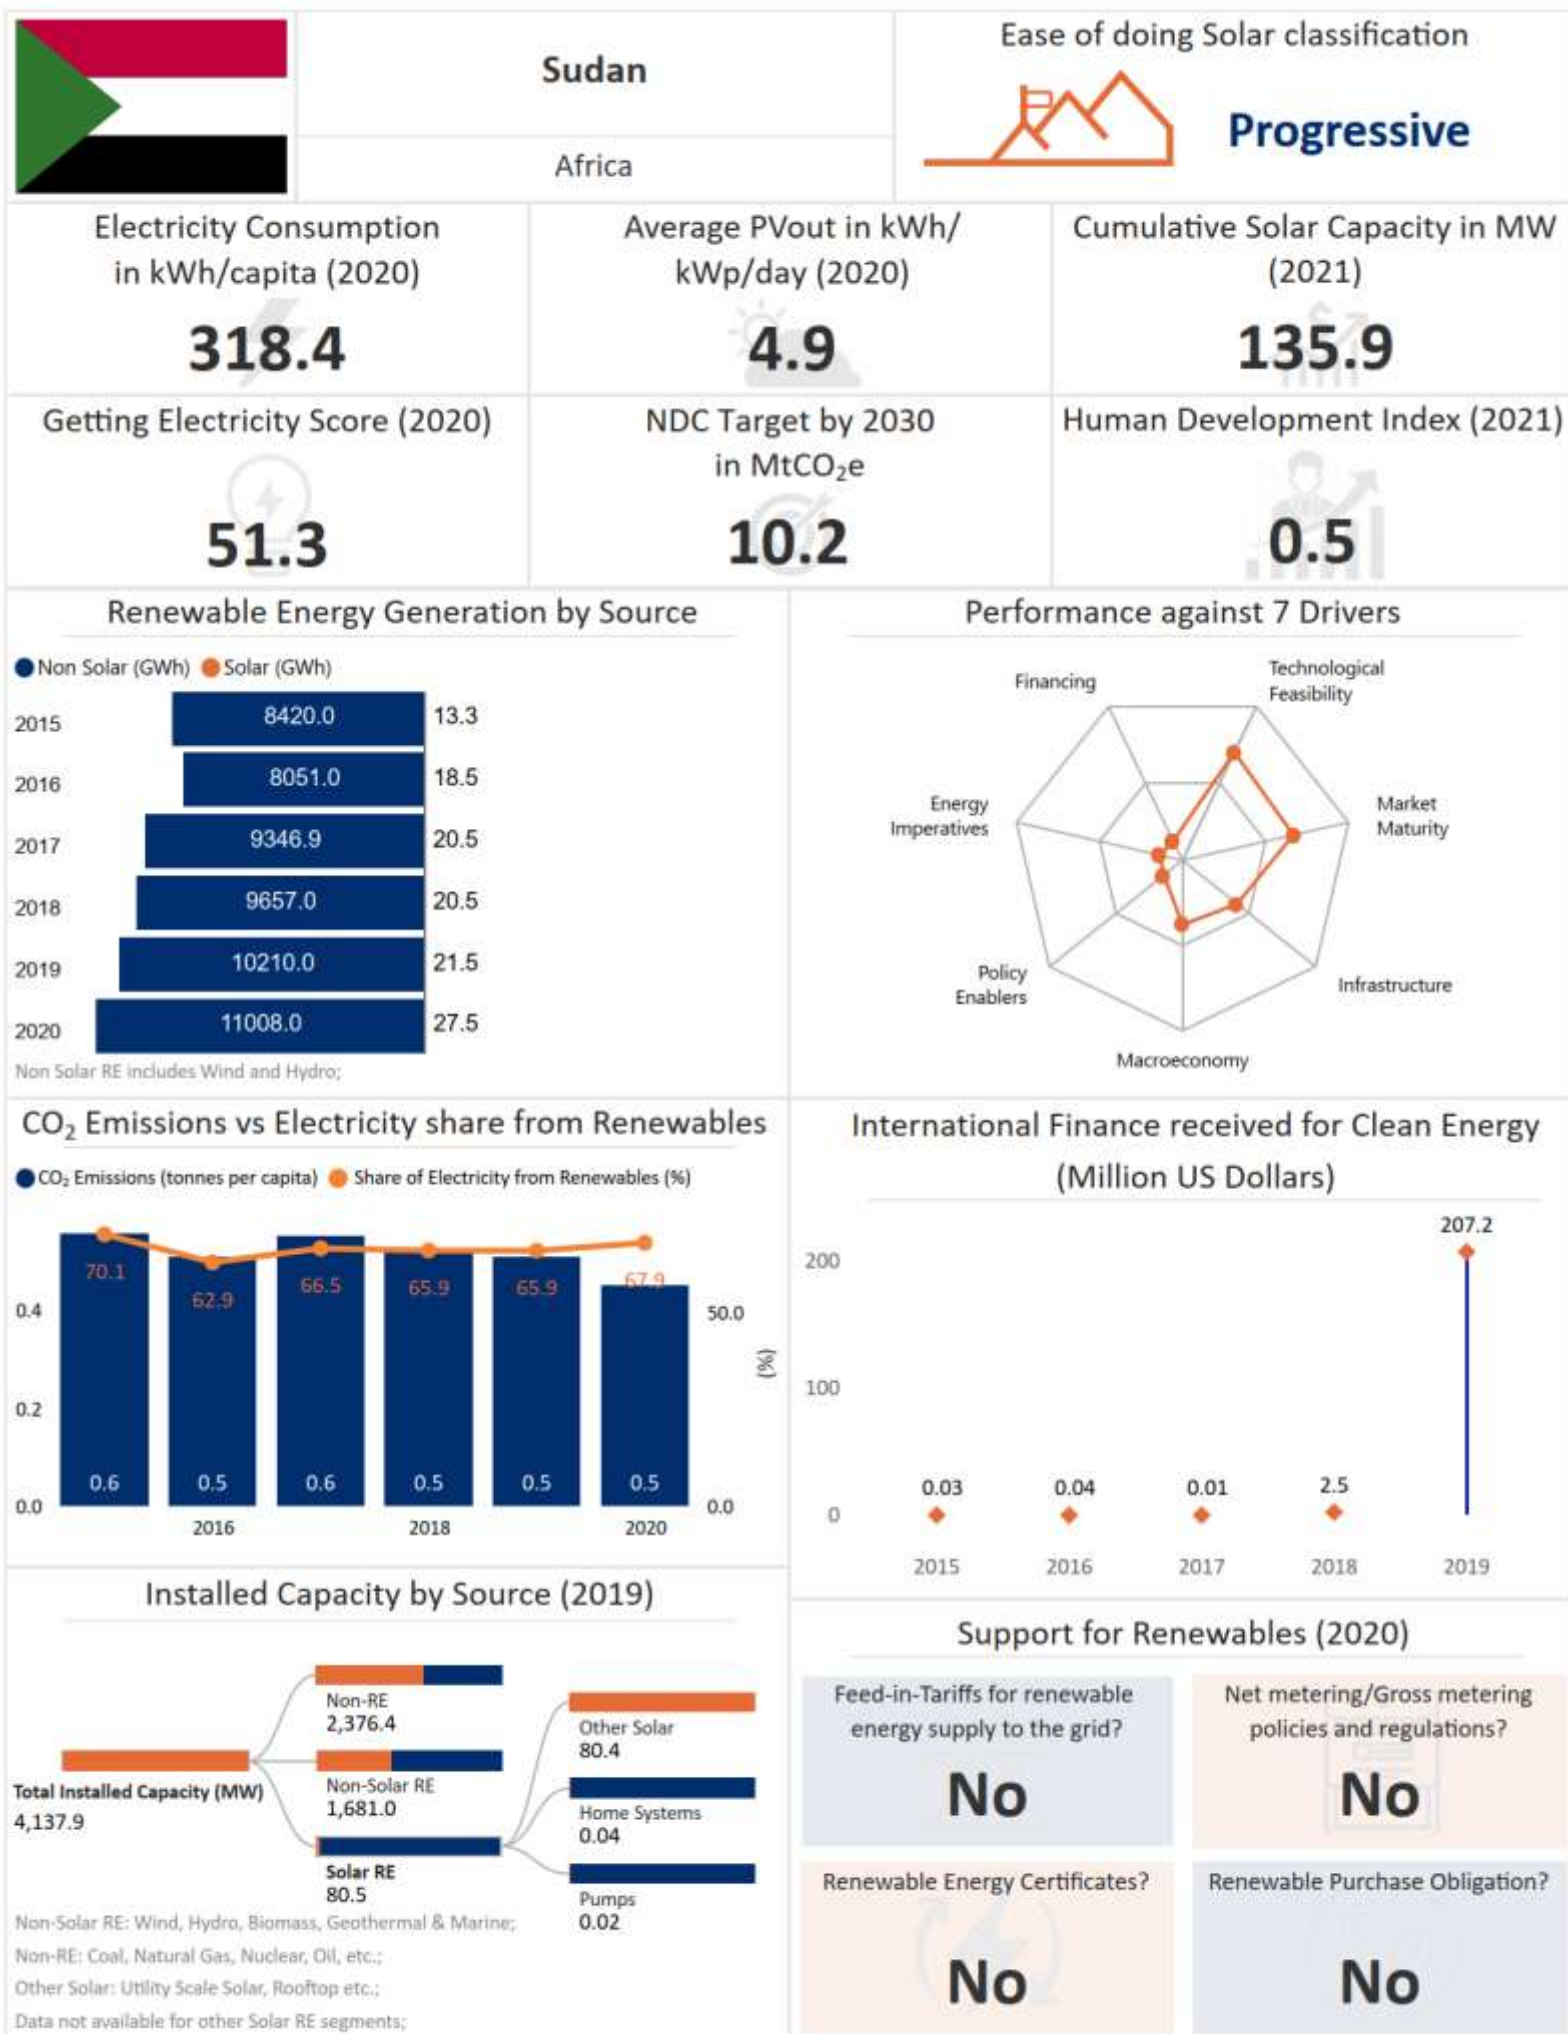 Sudan
Africa
Ease of doing Solar classification
Progressive
Electricity Consumption
in kWh/capita (2020)
318.4
Average PVout in kWh/
kWp/day (2020)
4.9
Cumulative Solar Capacity in MW
(2021)
135.9
Getting Electricity Score (2020)
51.3
NDC Target by 2030
in MtCO₂e
10.2
Human Development Index (2021)
0.5
Renewable Energy Generation by Source
Non Solar (GWh) Solar (GWh)
2015 8420.0 13.3
2016 8051.0 18.5
2017 9346.9 20.5
2018 9657.0 20.5
2019 10210.0 21.5
2020 11008.0 27.5
Non Solar RE includes Wind and Hydro;
Performance against 7 Drivers
Financing
Technological
Feasibility
Energy
Imperatives
Market
Maturity
Policy
Enablers
Infrastructure
Macroeconomy
CO₂ Emissions vs Electricity share from Renewables
CO₂ Emissions (tonnes per capita) Share of Electricity from Renewables (%)
70.1 62.9 66.5 65.9 65.9 67.9
0.4
50.0
(%)
0.2
0.6 0.5 0.6 0.5 0.5 0.5
0.0
0.0
2016 2018 2020
International Finance received for Clean Energy
(Million US Dollars)
207.2
200
100
0.03 0.04 0.01 2.5
0
2015 2016 2017 2018 2019
Installed Capacity by Source (2019)
Total Installed Capacity (MW)
4,137.9
Non-RE
2,376.4
Non-Solar RE
1,681.0
Solar RE
80.5
Other Solar
80.4
Home Systems
0.04
Pumps
0.02
Non-Solar RE: Wind, Hydro, Biomass, Geothermal & Marine;
Non-RE: Coal, Natural Gas, Nuclear, Oil, etc.;
Other Solar: Utility Scale Solar, Rooftop etc.;
Data not available for other Solar RE segments;
Support for Renewables (2020)
Feed-in-Tariffs for renewable
energy supply to the grid?
No
Net metering/Gross metering
policies and regulations?
No
Renewable Energy Certificates?
No
Renewable Purchase Obligation?
No